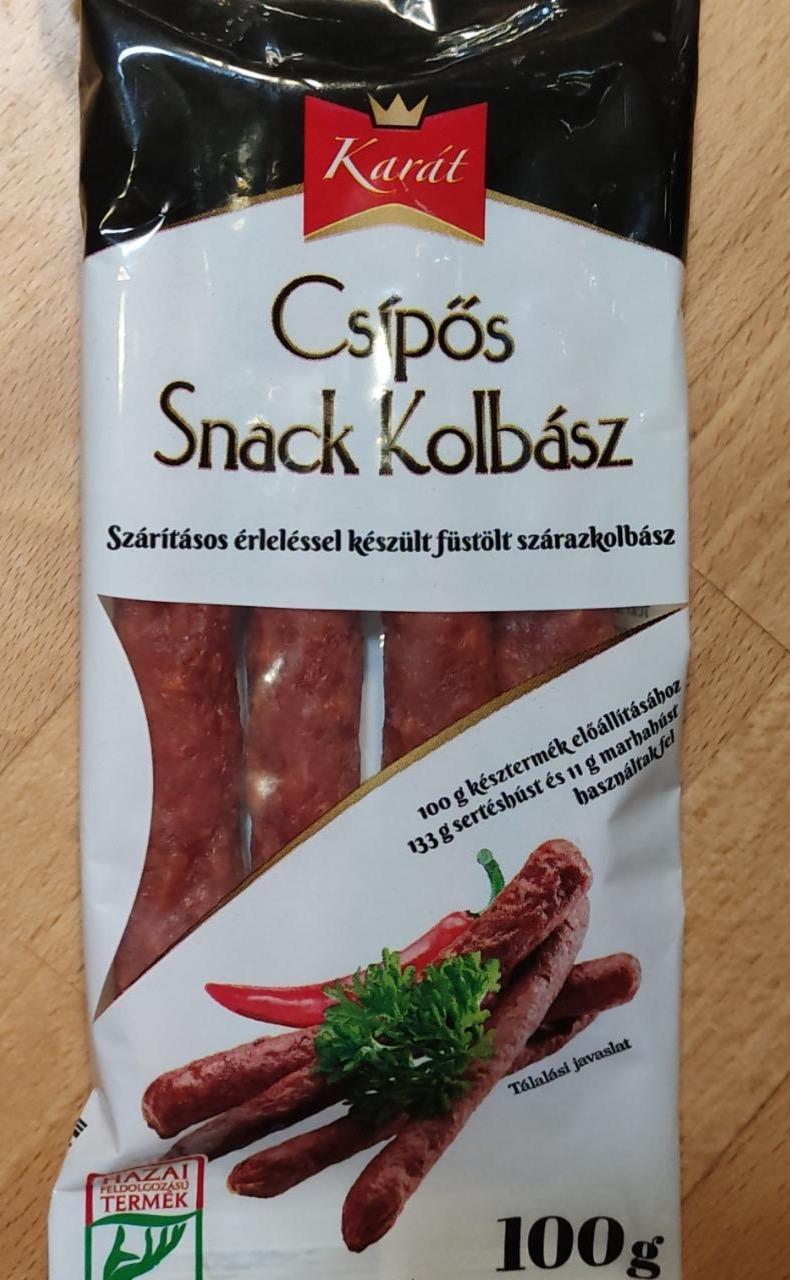 Karát
Csípős
Snack Kolbász
Szárításos érleléssel készült füstölt szárazkolbász
100 g késztermék előállításához
133 g sertéshúst és 11 g marhahúst
használtak fel
Tálalási javaslat
HAZAI
FELDOLGOZÁSÚ
TERMÉK
100g